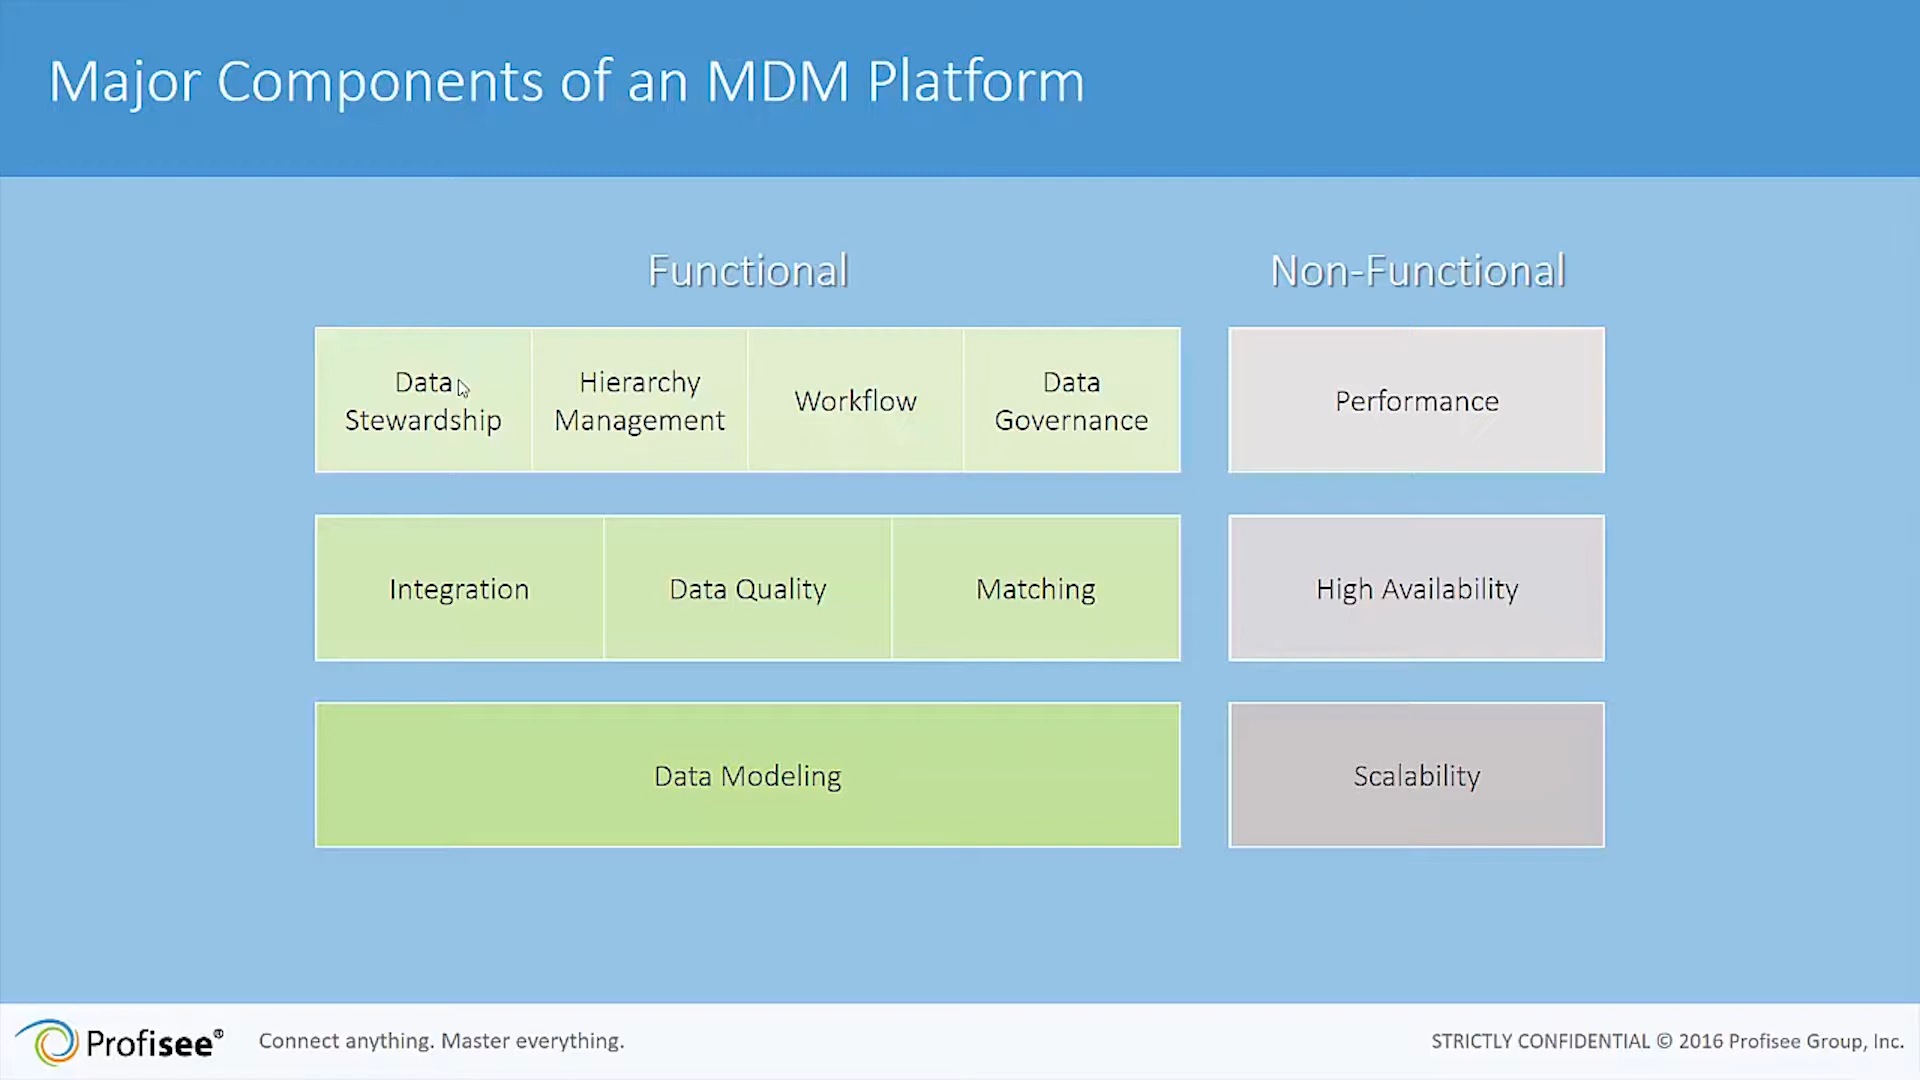 Major Components of an MDM Platform
Functional
Non-Functional
Data
Stewardship
Hierarchy
Management
Workflow
Data
Governance
Performance
Integration
Data Quality
Matching
High Availability
Data Modeling
Scalability
Profisee®
Connect anything. Master everything.
STRICTLY CONFIDENTIAL © 2016 Profisee Group, Inc.